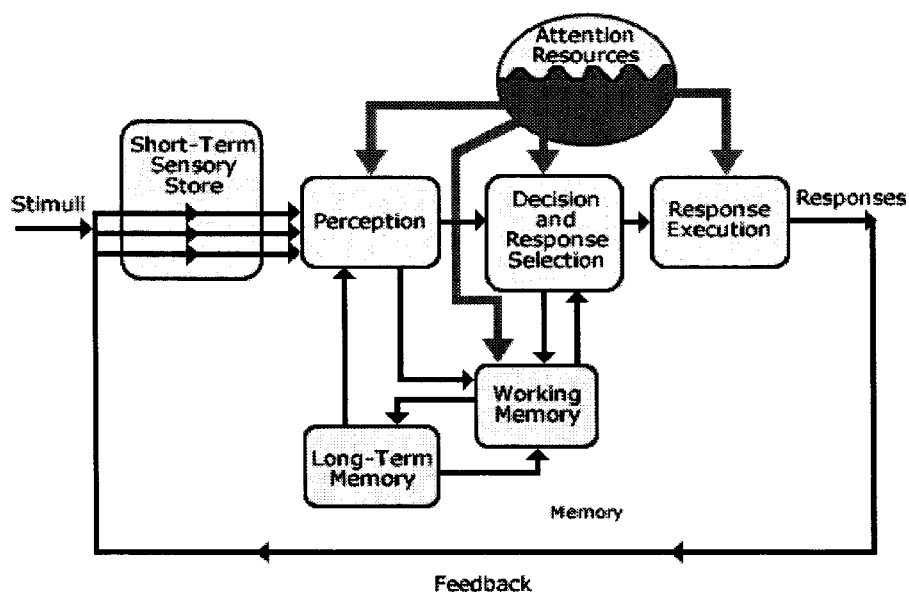 Attention
Resources
Short-Term
Sensory
Store
Stimuli
Perception
Decision
and
Response
Selection
Response
Execution
Responses
Working
Memory
Long-Term
Memory
Memory
Feedback